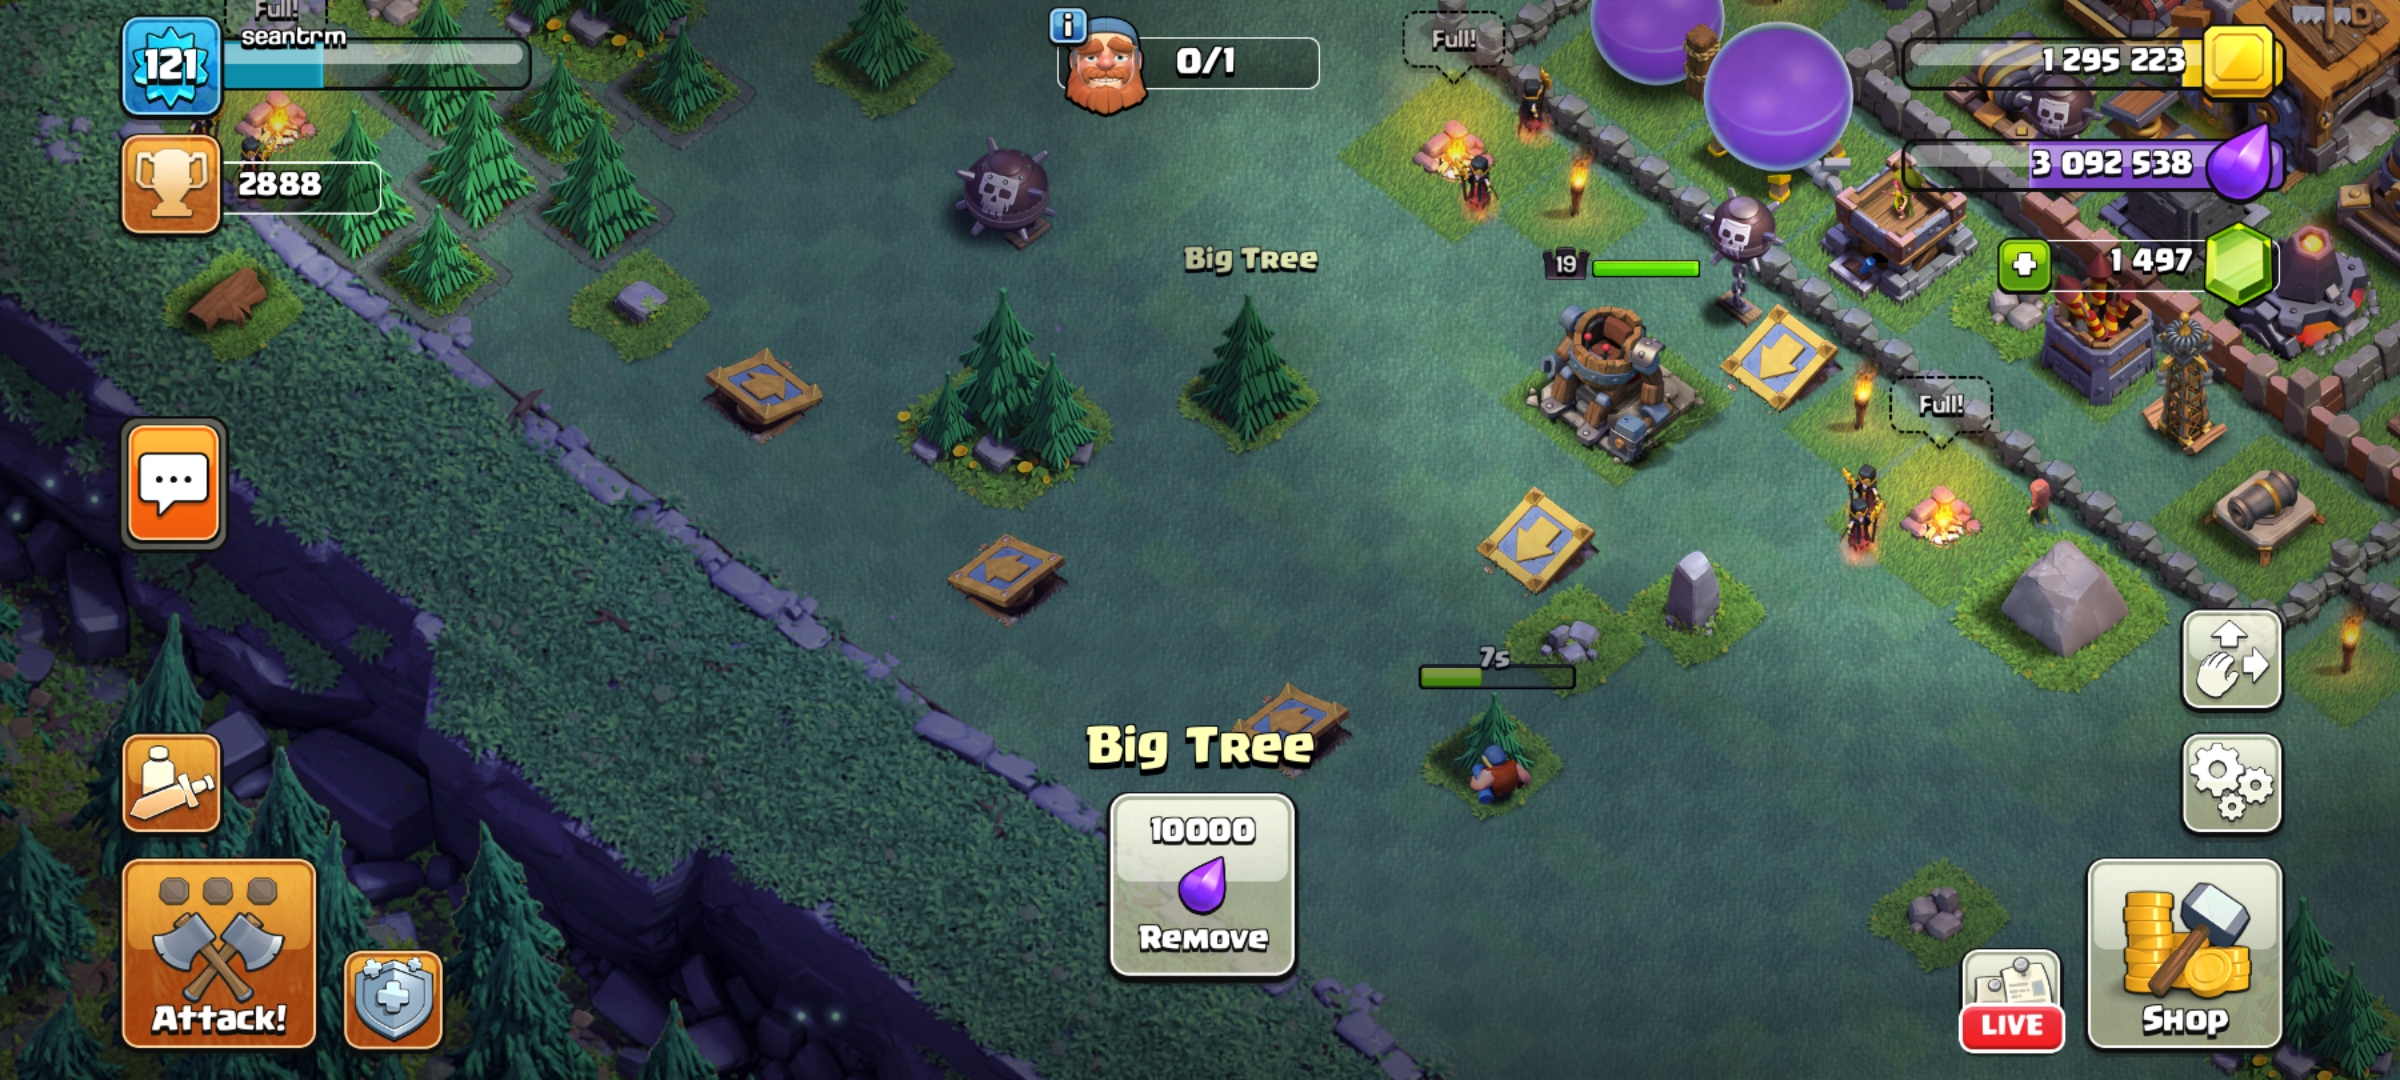 Full!
seantrm
121
2888
i
0/1
Full!
1 295 223
3 092 538
+
1 497
Big Tree
19
Full!
7s
Big Tree
10000
Remove
Attack!
LIVE
Shop